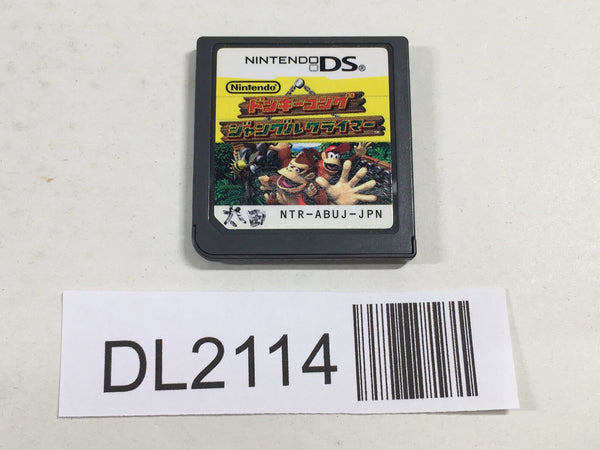 NINTENDO DS®
Nintendo
ドンキーコング
ジャングルクライマー
NTR-ABUJ-JPN
DL2114